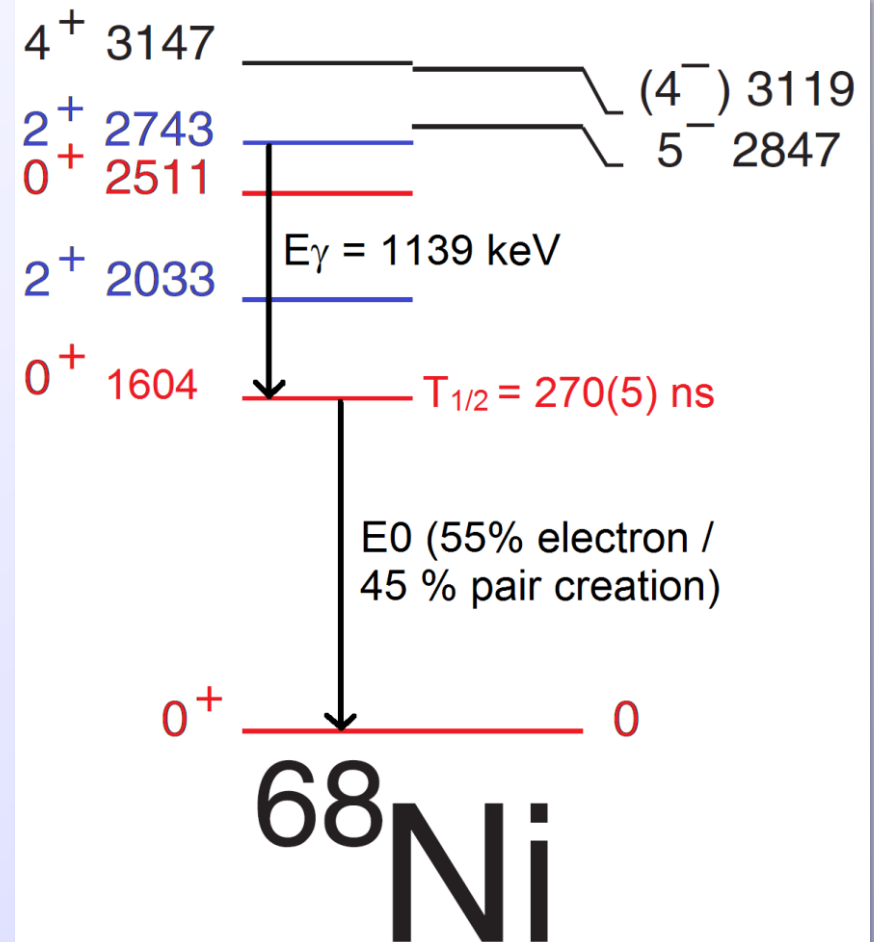 4⁺ 3147
(4⁻) 3119
2⁺ 2743
5⁻ 2847
0⁺ 2511
Eγ = 1139 keV
2⁺ 2033
0⁺ 1604
T₁/₂ = 270(5) ns
E0 (55% electron /
45 % pair creation)
0⁺ 0
⁶⁸Ni